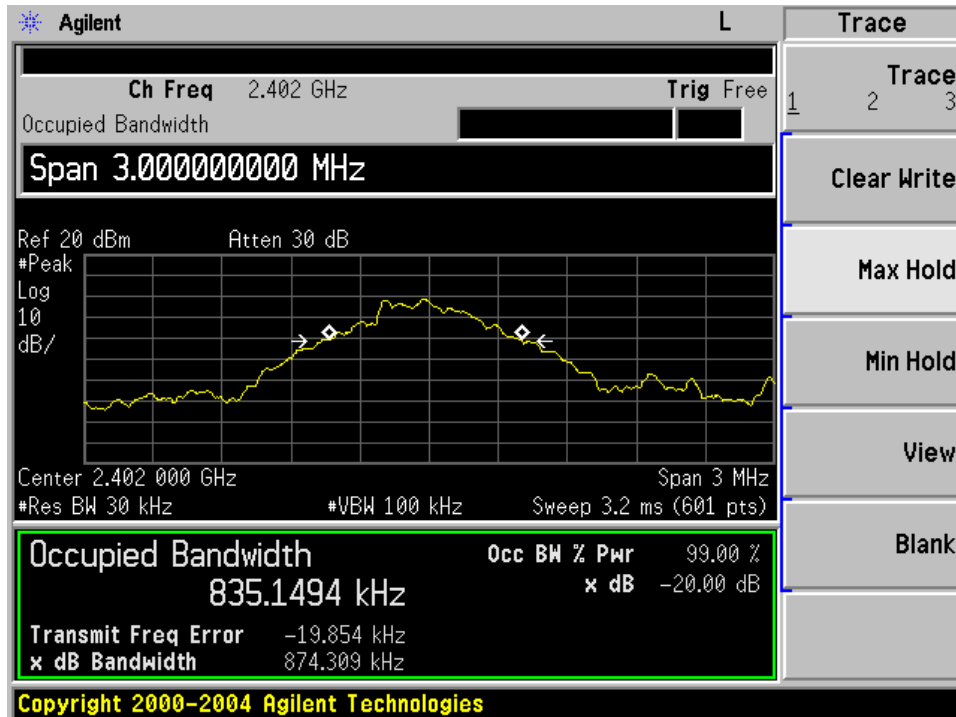 Agilent L
Ch Freq 2.402 GHz Trig Free
Occupied Bandwidth
Span 3.000000000 MHz
Ref 20 dBm Atten 30 dB
#Peak
Log
10
dB/
Center 2.402 000 GHz Span 3 MHz
#Res BW 30 kHz #VBW 100 kHz Sweep 3.2 ms (601 pts)
Occupied Bandwidth Occ BW % Pwr 99.00 %
835.1494 kHz x dB -20.00 dB
Transmit Freq Error -19.854 kHz
x dB Bandwidth 874.309 kHz
Copyright 2000-2004 Agilent Technologies
Trace
Trace
1 2 3
Clear Write
Max Hold
Min Hold
View
Blank